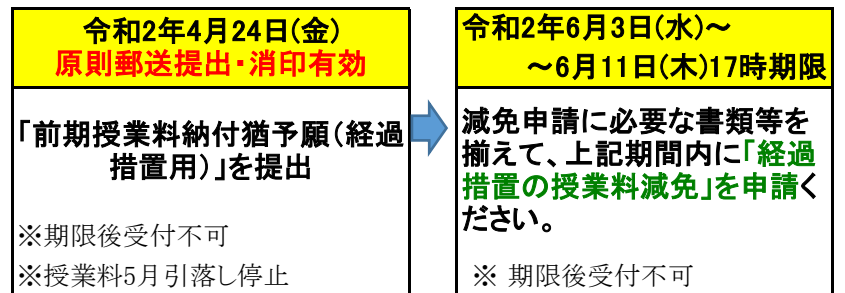 令和2年4月24日(金)
原則郵送提出・消印有効
「前期授業料納付猶予願(経過
措置用)」を提出
※期限後受付不可
※授業料5月引落し停止
令和2年6月3日(水)～
～6月11日(木)17時期限
減免申請に必要な書類等を
揃えて、上記期間内に「経過
措置の授業料減免」を申請く
ださい。
※ 期限後受付不可